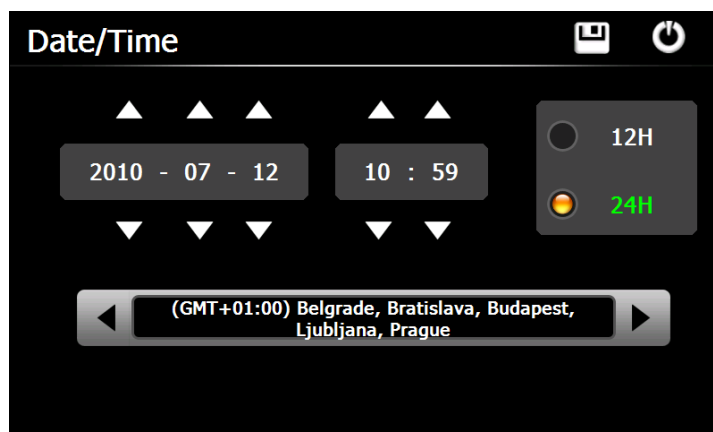 Date/Time
2010 - 07 - 12
10 : 59
12H
24H
(GMT+01:00) Belgrade, Bratislava, Budapest,
Ljubljana, Prague